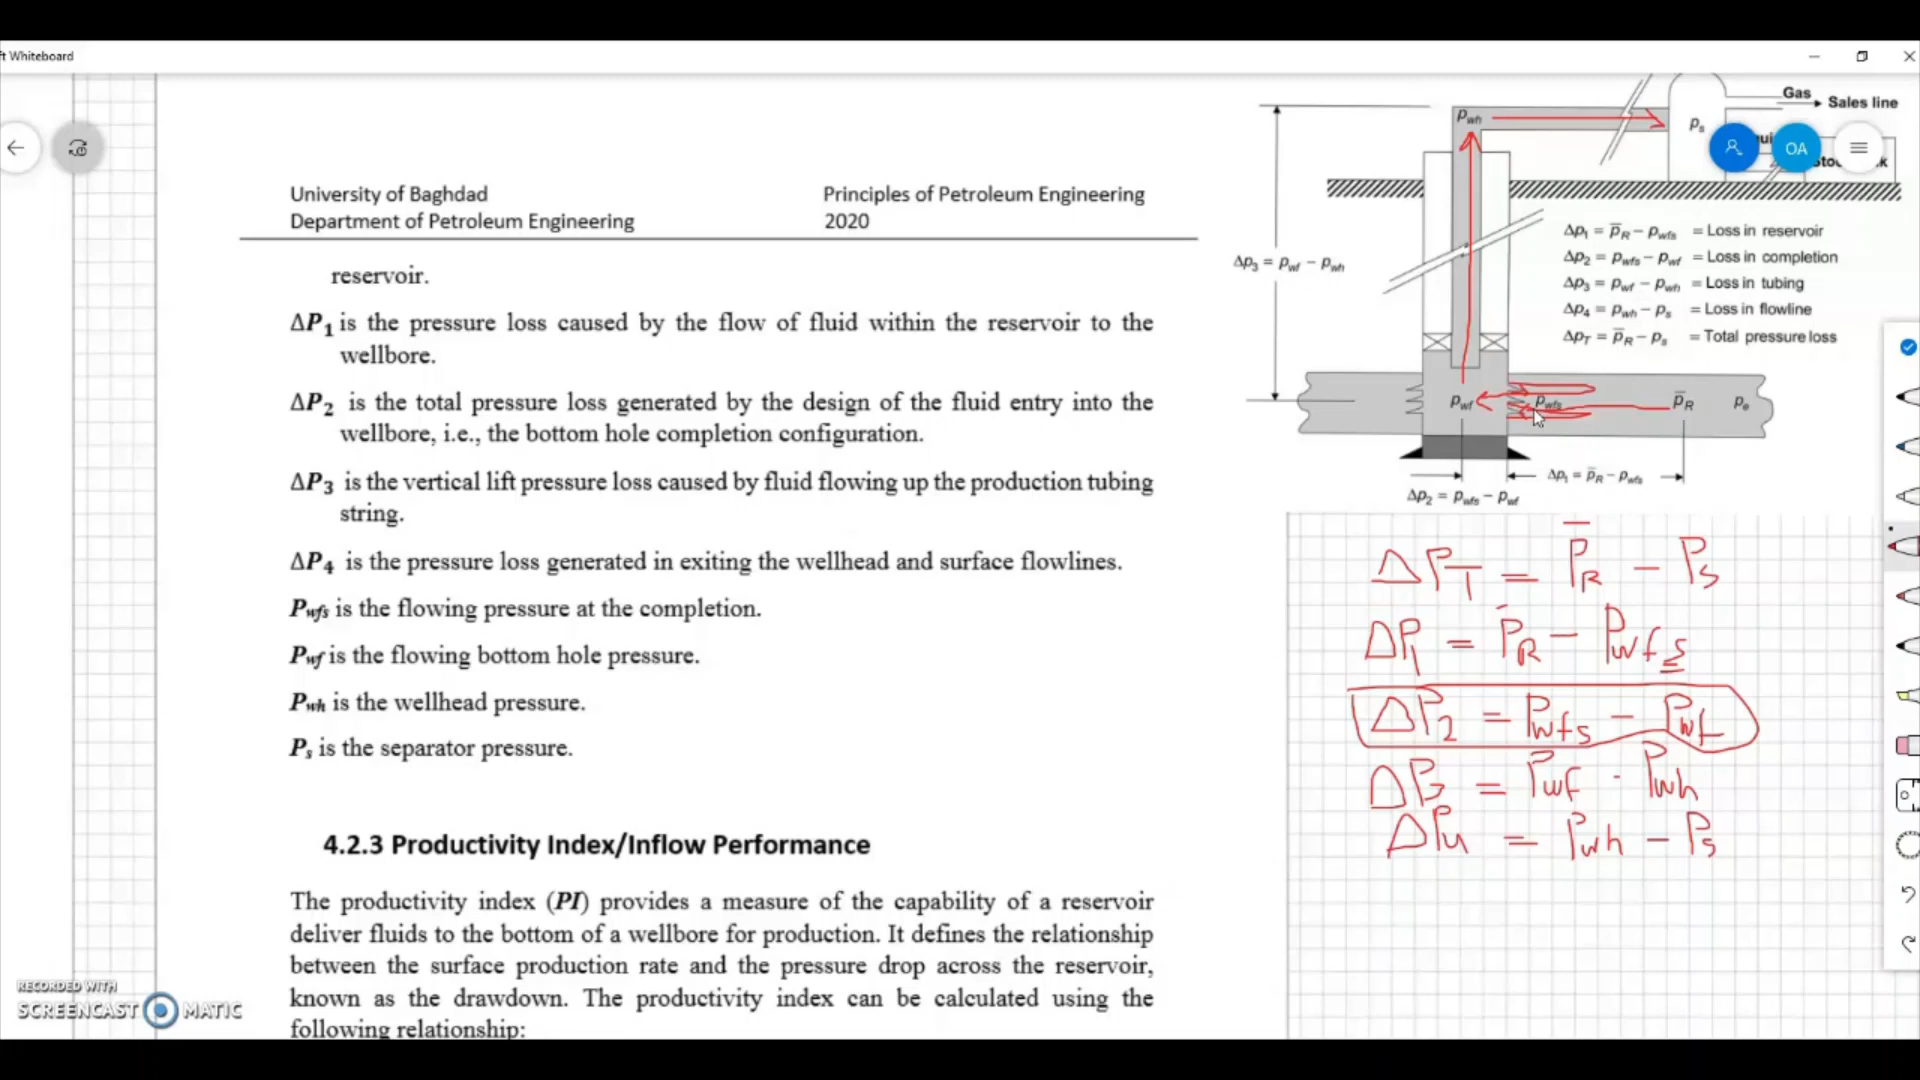 ft Whiteboard
University of Baghdad
Department of Petroleum Engineering
Principles of Petroleum Engineering
2020
reservoir.
ΔP1 is the pressure loss caused by the flow of fluid within the reservoir to the
wellbore.
ΔP2 is the total pressure loss generated by the design of the fluid entry into the
wellbore, i.e., the bottom hole completion configuration.
ΔP3 is the vertical lift pressure loss caused by fluid flowing up the production tubing
string.
ΔP4 is the pressure loss generated in exiting the wellhead and surface flowlines.
Pwfs is the flowing pressure at the completion.
Pwf is the flowing bottom hole pressure.
Pwh is the wellhead pressure.
Ps is the separator pressure.
4.2.3 Productivity Index/Inflow Performance
The productivity index (PI) provides a measure of the capability of a reservoir
deliver fluids to the bottom of a wellbore for production. It defines the relationship
between the surface production rate and the pressure drop across the reservoir,
known as the drawdown. The productivity index can be calculated using the
following relationship:
Gas
Sales line
pwh
ps
OA
Δp3 = pwf − pwh
Δp1 = p̅R − pwfs = Loss in reservoir
Δp2 = pwfs − pwf = Loss in completion
Δp3 = pwf − pwh = Loss in tubing
Δp4 = pwh − ps = Loss in flowline
ΔpT = p̅R − ps = Total pressure loss
pwf
pwfs
p̅R
pe
Δp1 = p̅R − pwfs
Δp2 = pwfs − pwf
ΔPT = P̅R − Ps
ΔP1 = P̅R − Pwfs
ΔP2 = Pwfs − Pwf
ΔP3 = Pwf - Pwh
ΔP4 = Pwh − Ps
RECORDED WITH
SCREENCAST MATIC